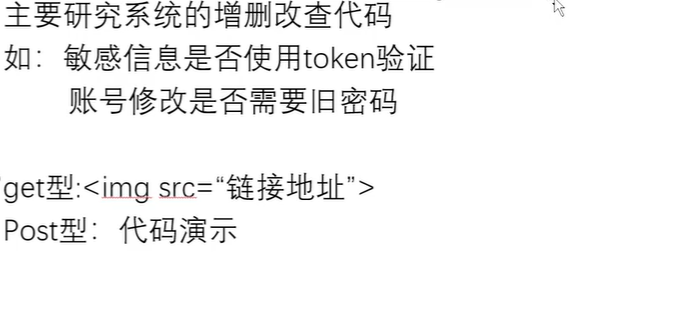 主要研究系统的增删改查代码
如：敏感信息是否使用token验证
账号修改是否需要旧密码
get型:<img src=“链接地址”>
Post型：代码演示